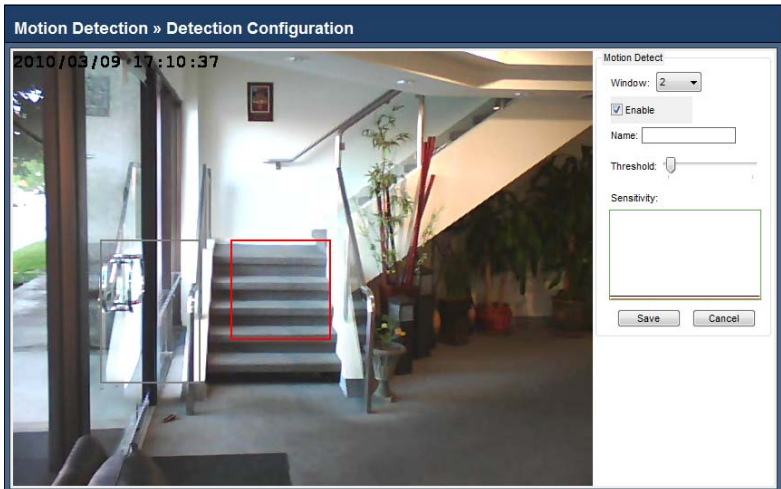 Motion Detection » Detection Configuration
2010/03/09 17:10:37
Motion Detect
Window: 2
Enable
Name:
Threshold:
Sensitivity:
Save Cancel